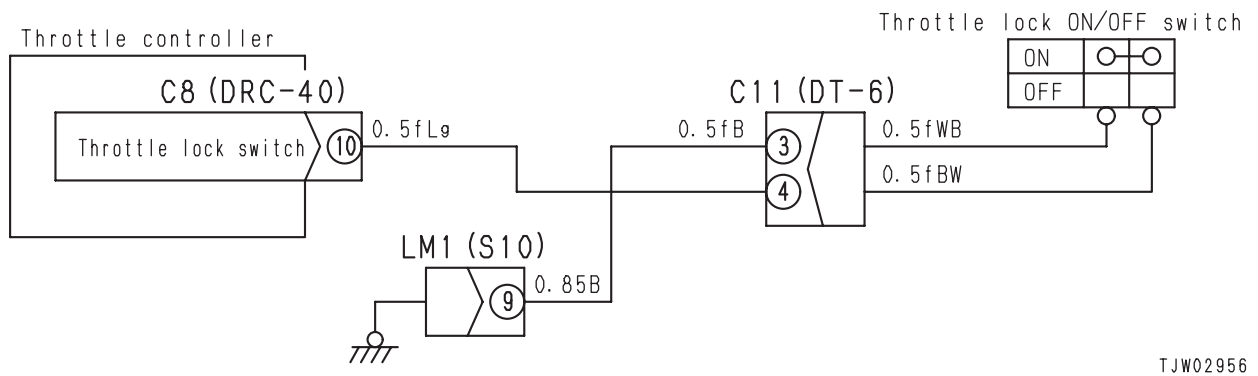 Throttle lock ON/OFF switch
Throttle controller
ON
OFF
C8 (DRC-40)
C11 (DT-6)
Throttle lock switch
10
0.5fLg
0.5fB
3
0.5fWB
4
0.5fBW
LM1 (S10)
9
0.85B
TJW02956